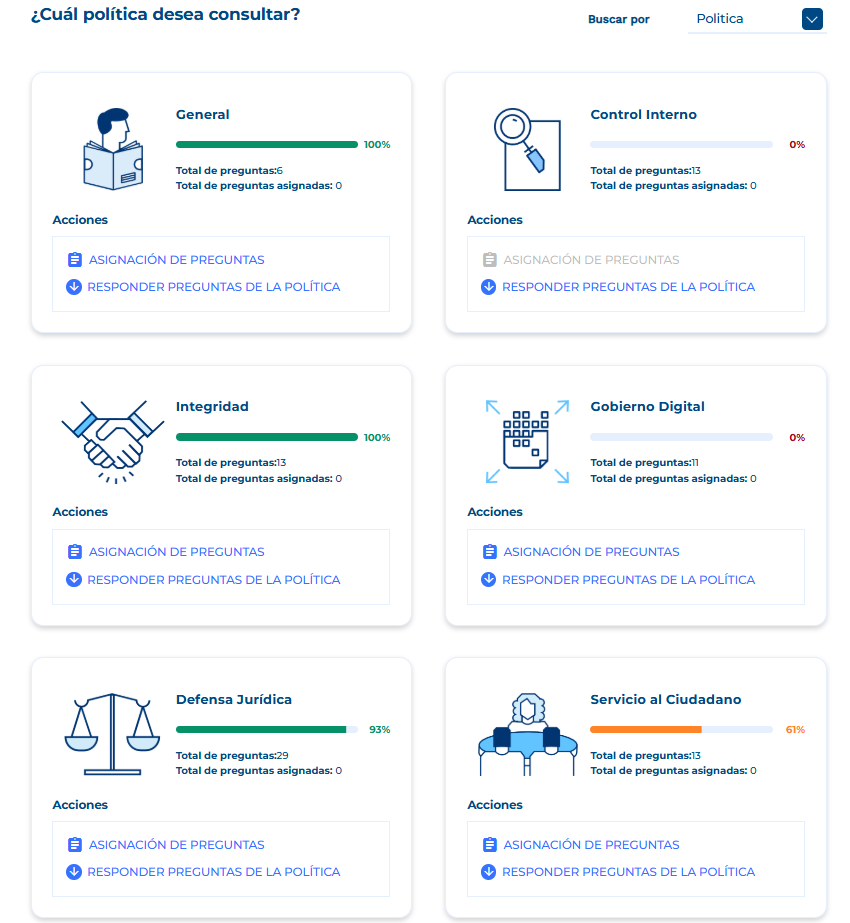 ¿Cuál política desea consultar?
Buscar por
Politica
General
100%
Total de preguntas:6
Total de preguntas asignadas: 0
Acciones
ASIGNACIÓN DE PREGUNTAS
RESPONDER PREGUNTAS DE LA POLÍTICA
Control Interno
0%
Total de preguntas:13
Total de preguntas asignadas: 0
Acciones
ASIGNACIÓN DE PREGUNTAS
RESPONDER PREGUNTAS DE LA POLÍTICA
Integridad
100%
Total de preguntas:13
Total de preguntas asignadas: 0
Acciones
ASIGNACIÓN DE PREGUNTAS
RESPONDER PREGUNTAS DE LA POLÍTICA
Gobierno Digital
0%
Total de preguntas:11
Total de preguntas asignadas: 0
Acciones
ASIGNACIÓN DE PREGUNTAS
RESPONDER PREGUNTAS DE LA POLÍTICA
Defensa Jurídica
93%
Total de preguntas:29
Total de preguntas asignadas: 0
Acciones
ASIGNACIÓN DE PREGUNTAS
RESPONDER PREGUNTAS DE LA POLÍTICA
Servicio al Ciudadano
61%
Total de preguntas:13
Total de preguntas asignadas: 0
Acciones
ASIGNACIÓN DE PREGUNTAS
RESPONDER PREGUNTAS DE LA POLÍTICA